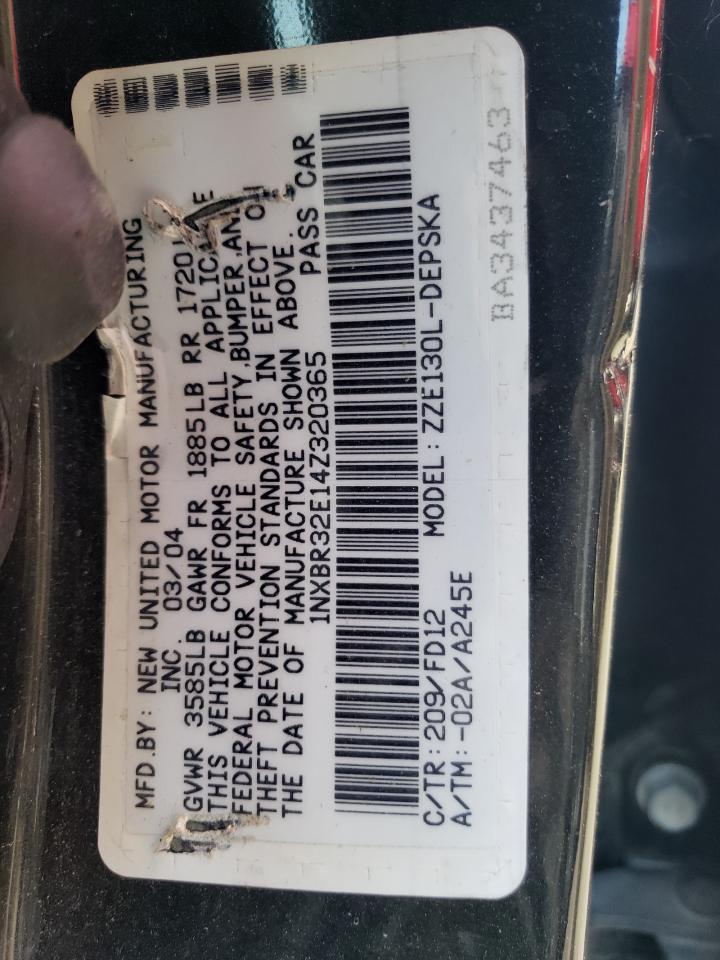 MFD.BY: NEW UNITED MOTOR MANUFACTURING
INC. 03/04
GVWR 3585LB GAWR FR 1885LB RR 1720
THIS VEHICLE CONFORMS TO ALL
FEDERAL MOTOR VEHICLE SAFETY,BUMPER,AND
THEFT PREVENTION STANDARDS IN EFFECT ON
THE DATE OF MANUFACTURE SHOWN ABOVE.
1NXBR32E14Z320365 PASS CAR
C/TR:209/FD12 MODEL:ZZE130L-DEPSKA
A/TM:-02A/A245E
BA3437463